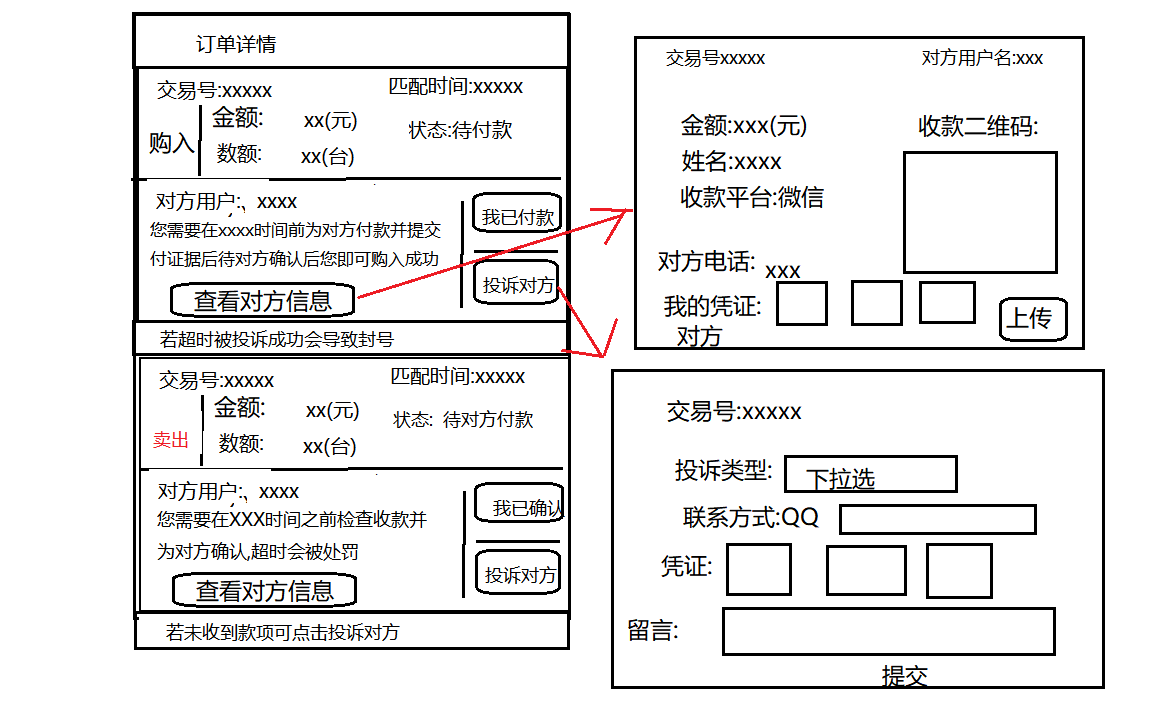 订单详情
交易号:xxxxx
匹配时间:xxxxx
购入
金额:
xx(元)
状态:待付款
数额:
xx(台)
对方用户:、xxxx
您需要在xxxx时间前为对方付款并提交
付证据后待对方确认后您即可购入成功
查看对方信息
我已付款
投诉对方
若超时被投诉成功会导致封号
交易号:xxxxx
匹配时间:xxxxx
卖出
金额:
xx(元)
状态: 待对方付款
数额:
xx(台)
对方用户:、xxxx
您需要在XXX时间之前检查收款并
为对方确认,超时会被处罚
查看对方信息
我已确认
投诉对方
若未收到款项可点击投诉对方
交易号xxxxx
对方用户名:xxx
金额:xxx(元)
收款二维码:
姓名:xxxx
收款平台:微信
对方电话:
xxx
我的凭证:
上传
对方
交易号:xxxxx
投诉类型:
下拉选
联系方式:QQ
凭证:
留言:
提交